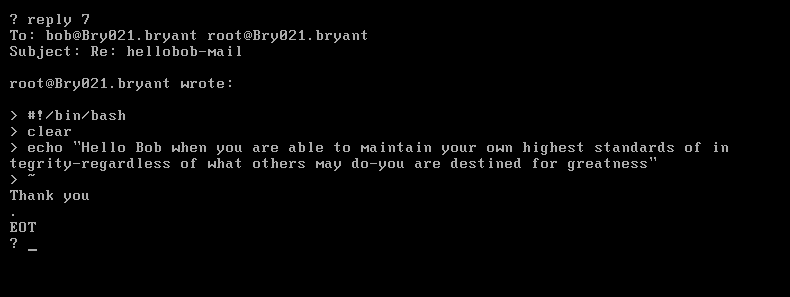 ? reply 7
To: bob@Bry021.bryant root@Bry021.bryant
Subject: Re: hellobob-mail
root@Bry021.bryant wrote:
> #!/bin/bash
> clear
> echo "Hello Bob when you are able to maintain your own highest standards of in
tegrity-regardless of what others may do-you are destined for greatness"
> ~
Thank you
.
EOT
? _